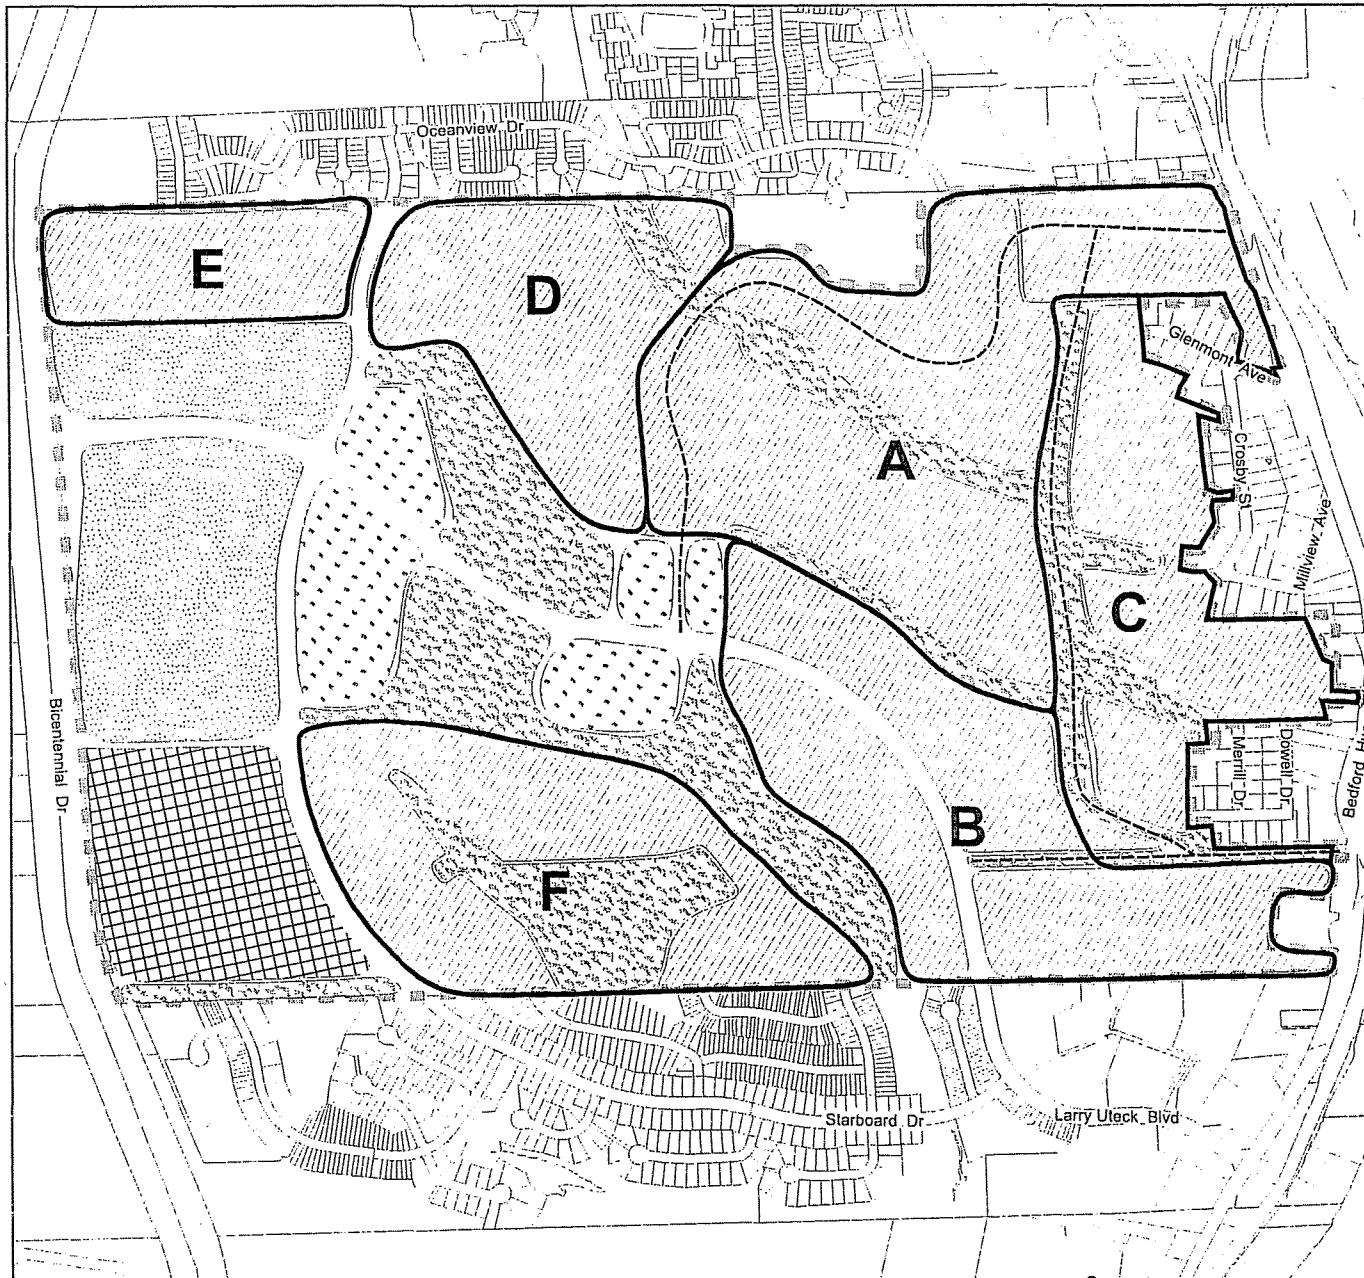 Oceanview Dr
E
D
Glenmont Ave
A
Crosby St
Millview Ave
C
Bicentennial Dr
Dowell Dr
Merrill Dr
Bedford H
B
F
Starboard Dr
Larry Uteck Blvd